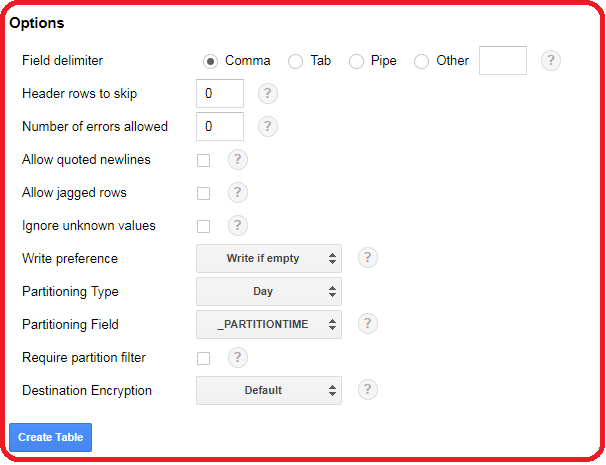 Options
Field delimiter Comma Tab Pipe Other ?
Header rows to skip 0 ?
Number of errors allowed 0 ?
Allow quoted newlines ?
Allow jagged rows ?
Ignore unknown values ?
Write preference Write if empty ?
Partitioning Type Day
Partitioning Field _PARTITIONTIME ?
Require partition filter ?
Destination Encryption Default ?
Create Table